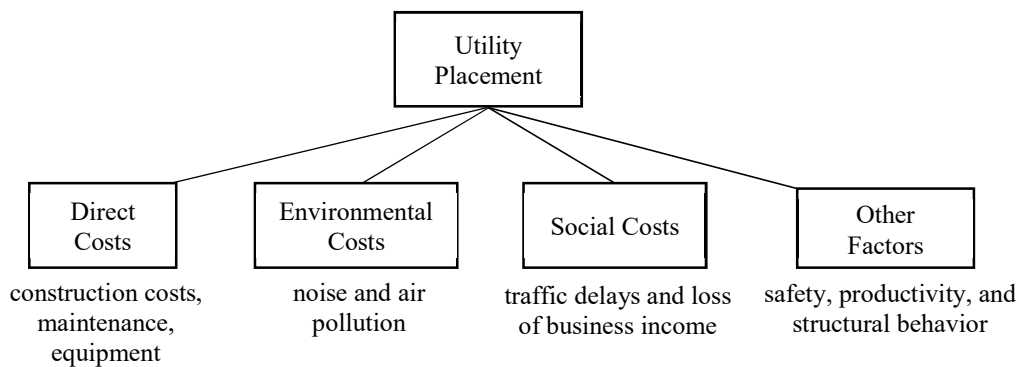 Utility
Placement
Direct
Costs
Environmental
Costs
Social Costs
Other
Factors
construction costs,
maintenance,
equipment
noise and air
pollution
traffic delays and loss
of business income
safety, productivity, and
structural behavior